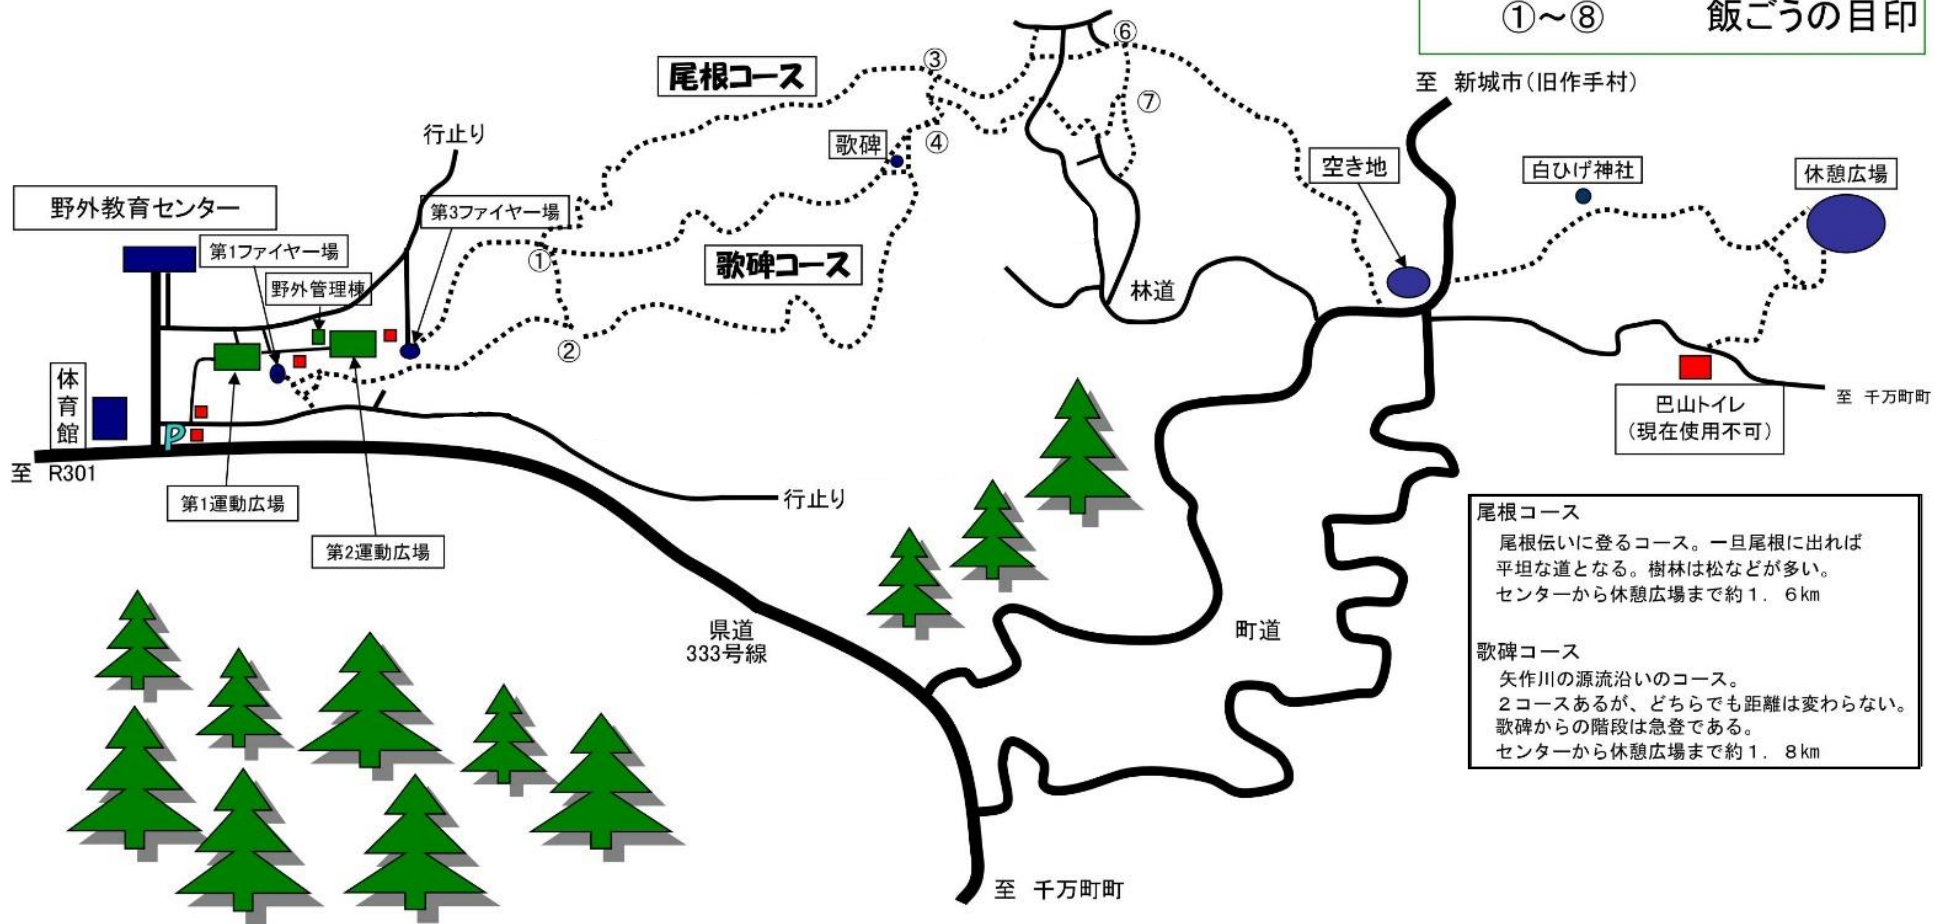 ①～⑧ 飯ごうの目印
至 新城市(旧作手村)
尾根コース
③
⑥
⑦
④
行止り
歌碑
空き地
白ひげ神社
休憩広場
野外教育センター
第3ファイヤー場
第1ファイヤー場
①
歌碑コース
野外管理棟
林道
②
体育館
P
至 R301
巴山トイレ
(現在使用不可)
至 千万町町
第1運動広場
行止り
第2運動広場
県道
333号線
町道
至 千万町町
尾根コース
尾根伝いに登るコース。一旦尾根に出れば
平坦な道となる。樹林は松などが多い。
センターから休憩広場まで約1．6km
歌碑コース
矢作川の源流沿いのコース。
２コースあるが、どちらでも距離は変わらない。
歌碑からの階段は急登である。
センターから休憩広場まで約1．8km